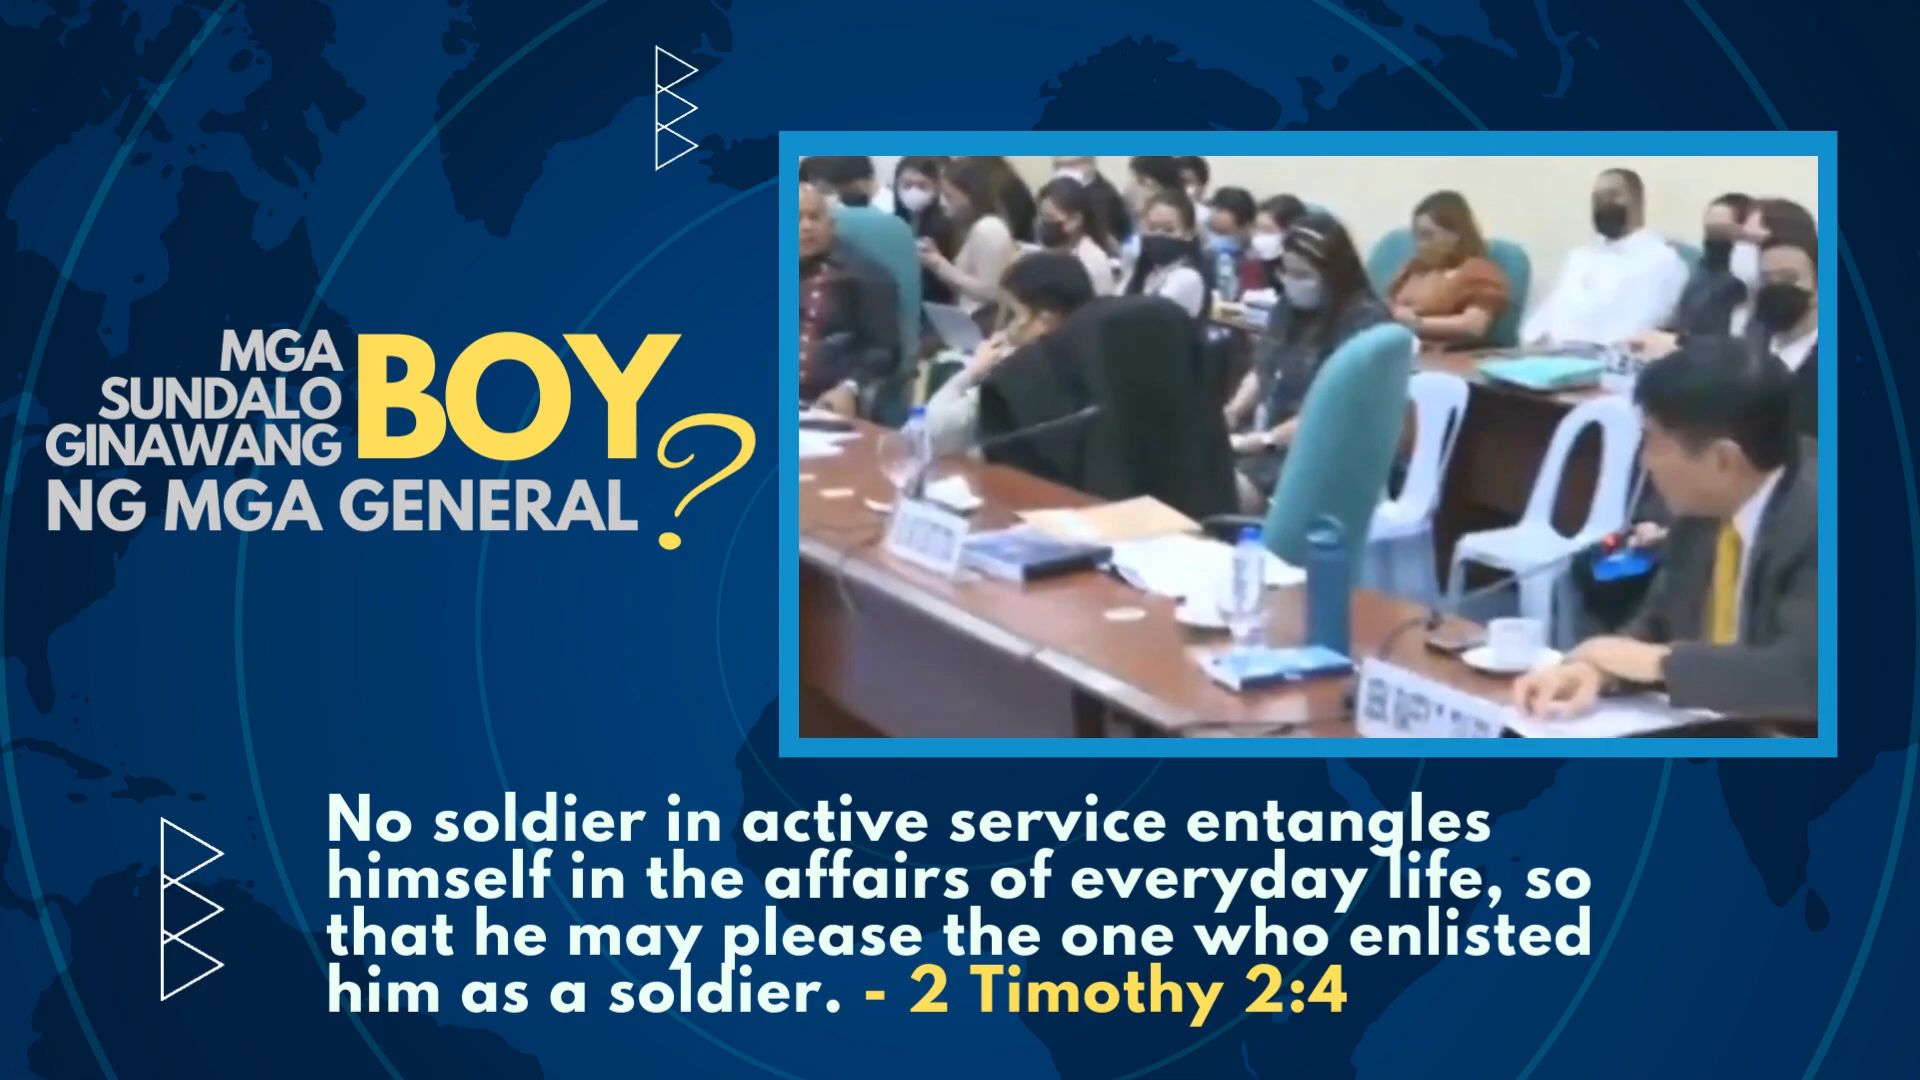 MGA
SUNDALO
GINAWANG
BOY
NG MGA GENERAL?
No soldier in active service entangles
himself in the affairs of everyday life, so
that he may please the one who enlisted
him as a soldier. - 2 Timothy 2:4